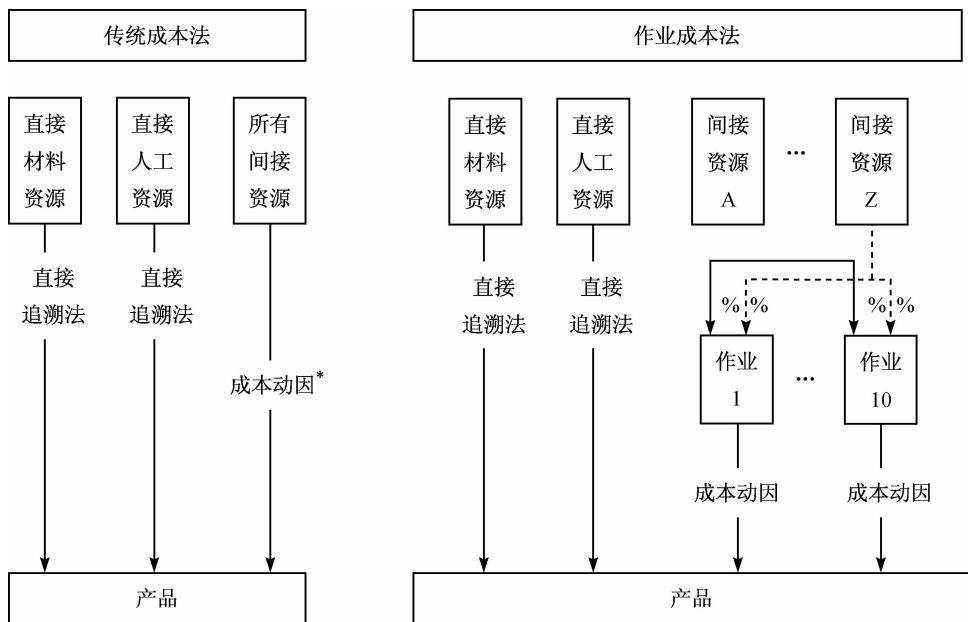 传统成本法
作业成本法
直接
材料
资源
直接
人工
资源
所有
间接
资源
直接
材料
资源
直接
人工
资源
间接
资源
A
...
间接
资源
Z
直接
追溯法
直接
追溯法
成本动因*
直接
追溯法
直接
追溯法
% % % %
作业
1
...
作业
10
成本动因
成本动因
产品
产品